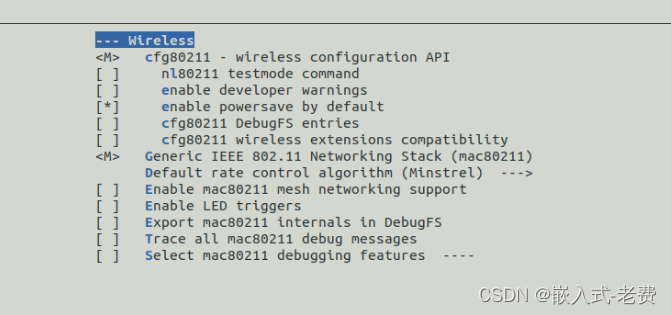 --- Wireless
<M>   cfg80211 - wireless configuration API
[ ]     nl80211 testmode command
[ ]     enable developer warnings
[*]     enable powersave by default
[ ]     cfg80211 DebugFS entries
[ ]     cfg80211 wireless extensions compatibility
<M>   Generic IEEE 802.11 Networking Stack (mac80211)
      Default rate control algorithm (Minstrel)  --->
[ ]   Enable mac80211 mesh networking support
[ ]   Enable LED triggers
[ ]   Export mac80211 internals in DebugFS
[ ]   Trace all mac80211 debug messages
[ ]   Select mac80211 debugging features  ----
CSDN @嵌入式-老费